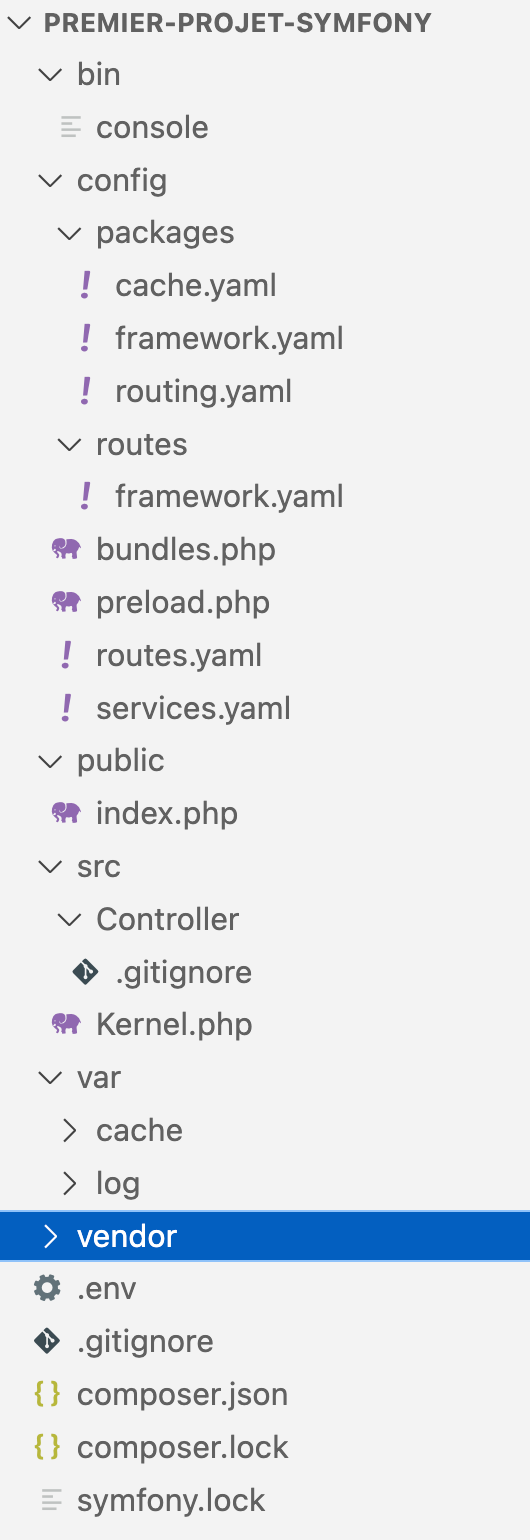 PREMIER-PROJET-SYMFONY
bin
console
config
packages
cache.yaml
framework.yaml
routing.yaml
routes
framework.yaml
bundles.php
preload.php
routes.yaml
services.yaml
public
index.php
src
Controller
.gitignore
Kernel.php
var
cache
log
vendor
.env
.gitignore
composer.json
composer.lock
symfony.lock